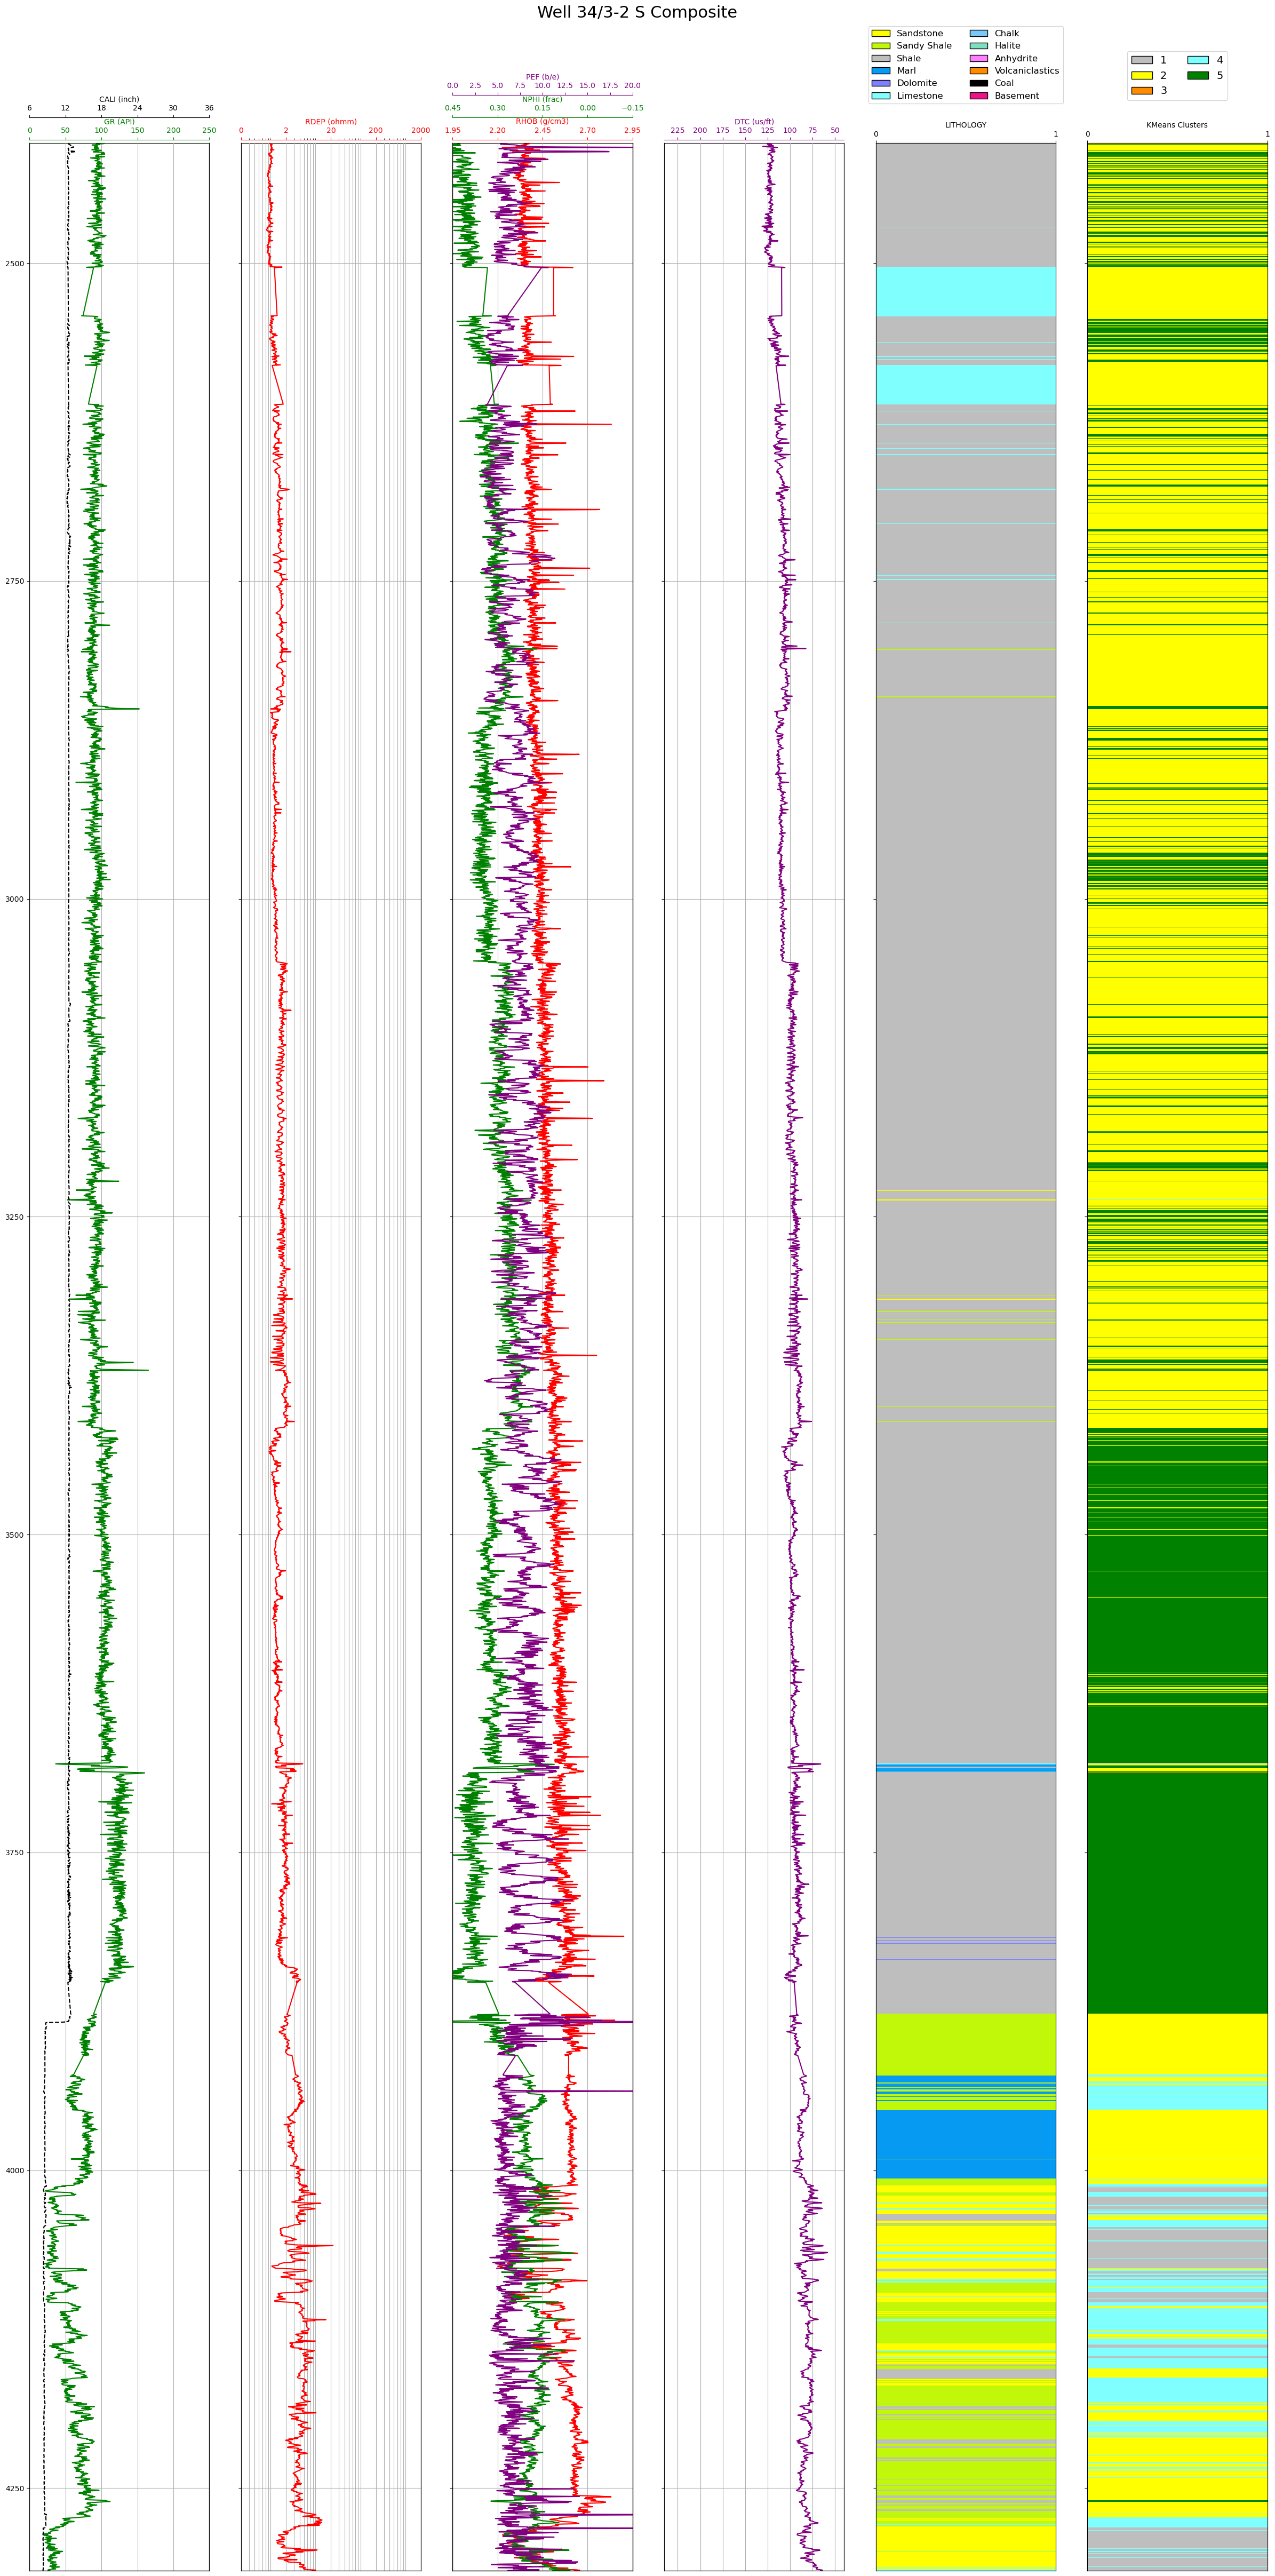 Well 34/3-2 S Composite
Sandstone Chalk
Sandy Shale Halite
Shale Anhydrite
Marl Volcaniclastics
Dolomite Coal
Limestone Basement
1 4
2 5
3
PEF (b/e)
0.0 2.5 5.0 7.5 10.0 12.5 15.0 17.5 20.0
CALI (inch) NPHI (frac)
6 12 18 24 30 36 0.45 0.30 0.15 0.00 −0.15
GR (API) RDEP (ohmm) RHOB (g/cm3) DTC (us/ft) LITHOLOGY KMeans Clusters
0 50 100 150 200 250 0 2 20 200 2000 1.95 2.20 2.45 2.70 2.95 225 200 175 150 125 100 75 50 0 1 0 1
2500
2750
3000
3250
3500
3750
4000
4250